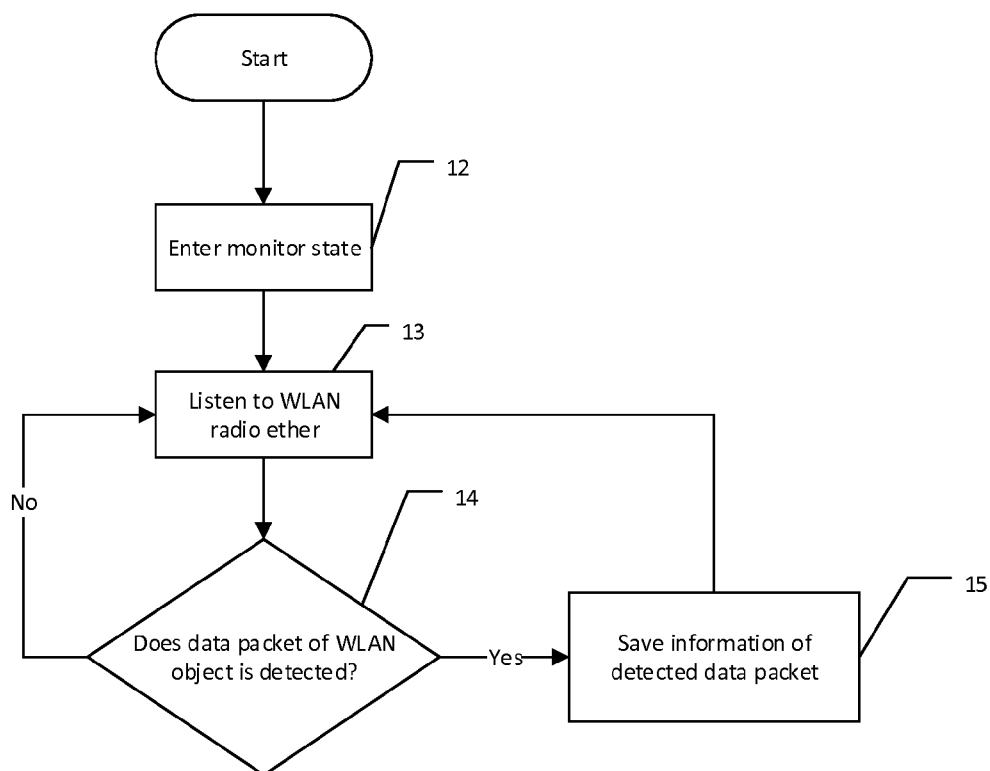 Start
12
Enter monitor state
13
Listen to WLAN
radio ether
No
14
Does data packet of WLAN
object is detected?
Yes
15
Save information of
detected data packet